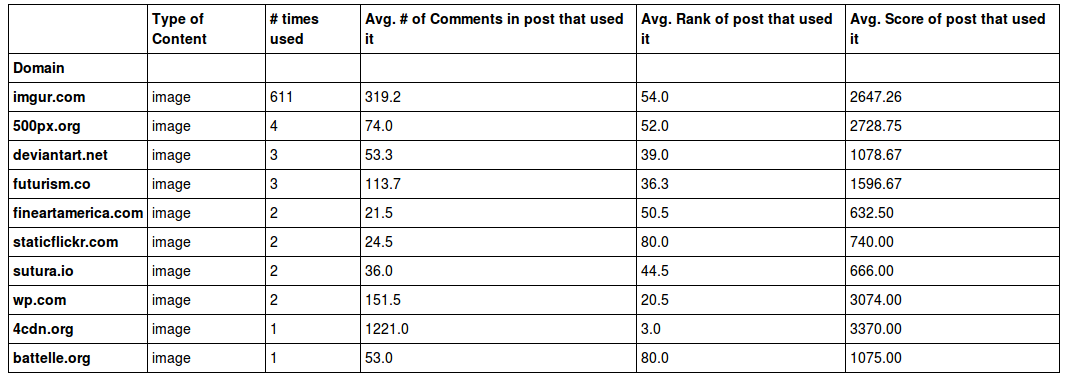 Type of Content # times used Avg. # of Comments in post that used it Avg. Rank of post that used it Avg. Score of post that used it
Domain
imgur.com image 611 319.2 54.0 2647.26
500px.org image 4 74.0 52.0 2728.75
deviantart.net image 3 53.3 39.0 1078.67
futurism.co image 3 113.7 36.3 1596.67
fineartamerica.com image 2 21.5 50.5 632.50
staticflickr.com image 2 24.5 80.0 740.00
sutura.io image 2 36.0 44.5 666.00
wp.com image 2 151.5 20.5 3074.00
4cdn.org image 1 1221.0 3.0 3370.00
battelle.org image 1 53.0 80.0 1075.00